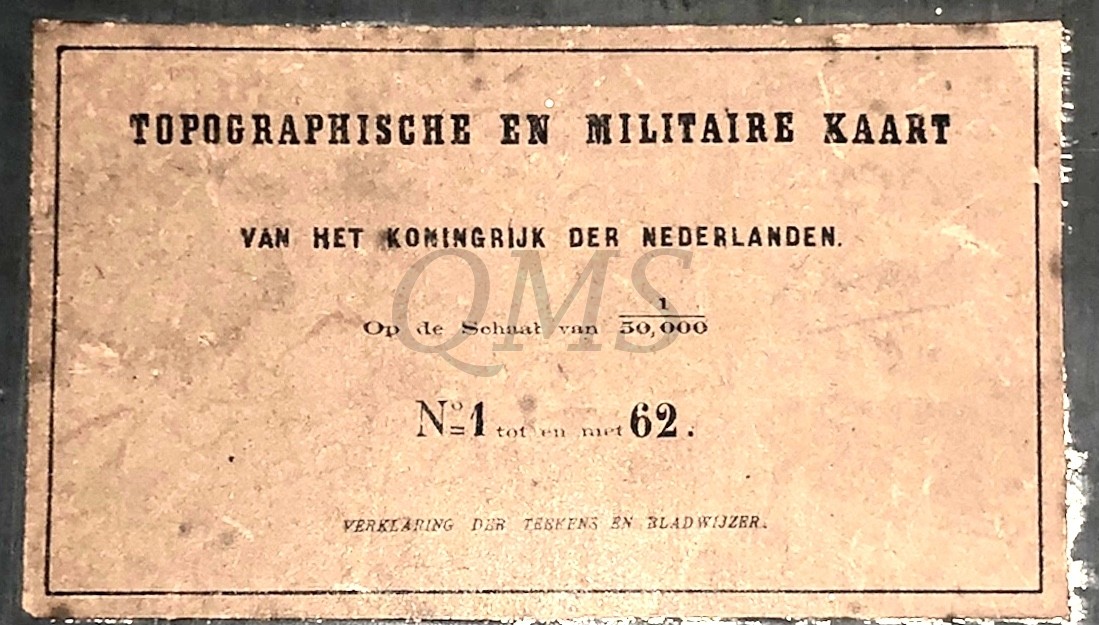 TOPOGRAPHISCHE EN MILITAIRE KAART
VAN HET KONINGRIJK DER NEDERLANDEN.
QMS
Op de Schaal van 1/50,000
Nº 1 tot en met 62.
VERKLARING DER TEEKENS EN BLADWIJZER.